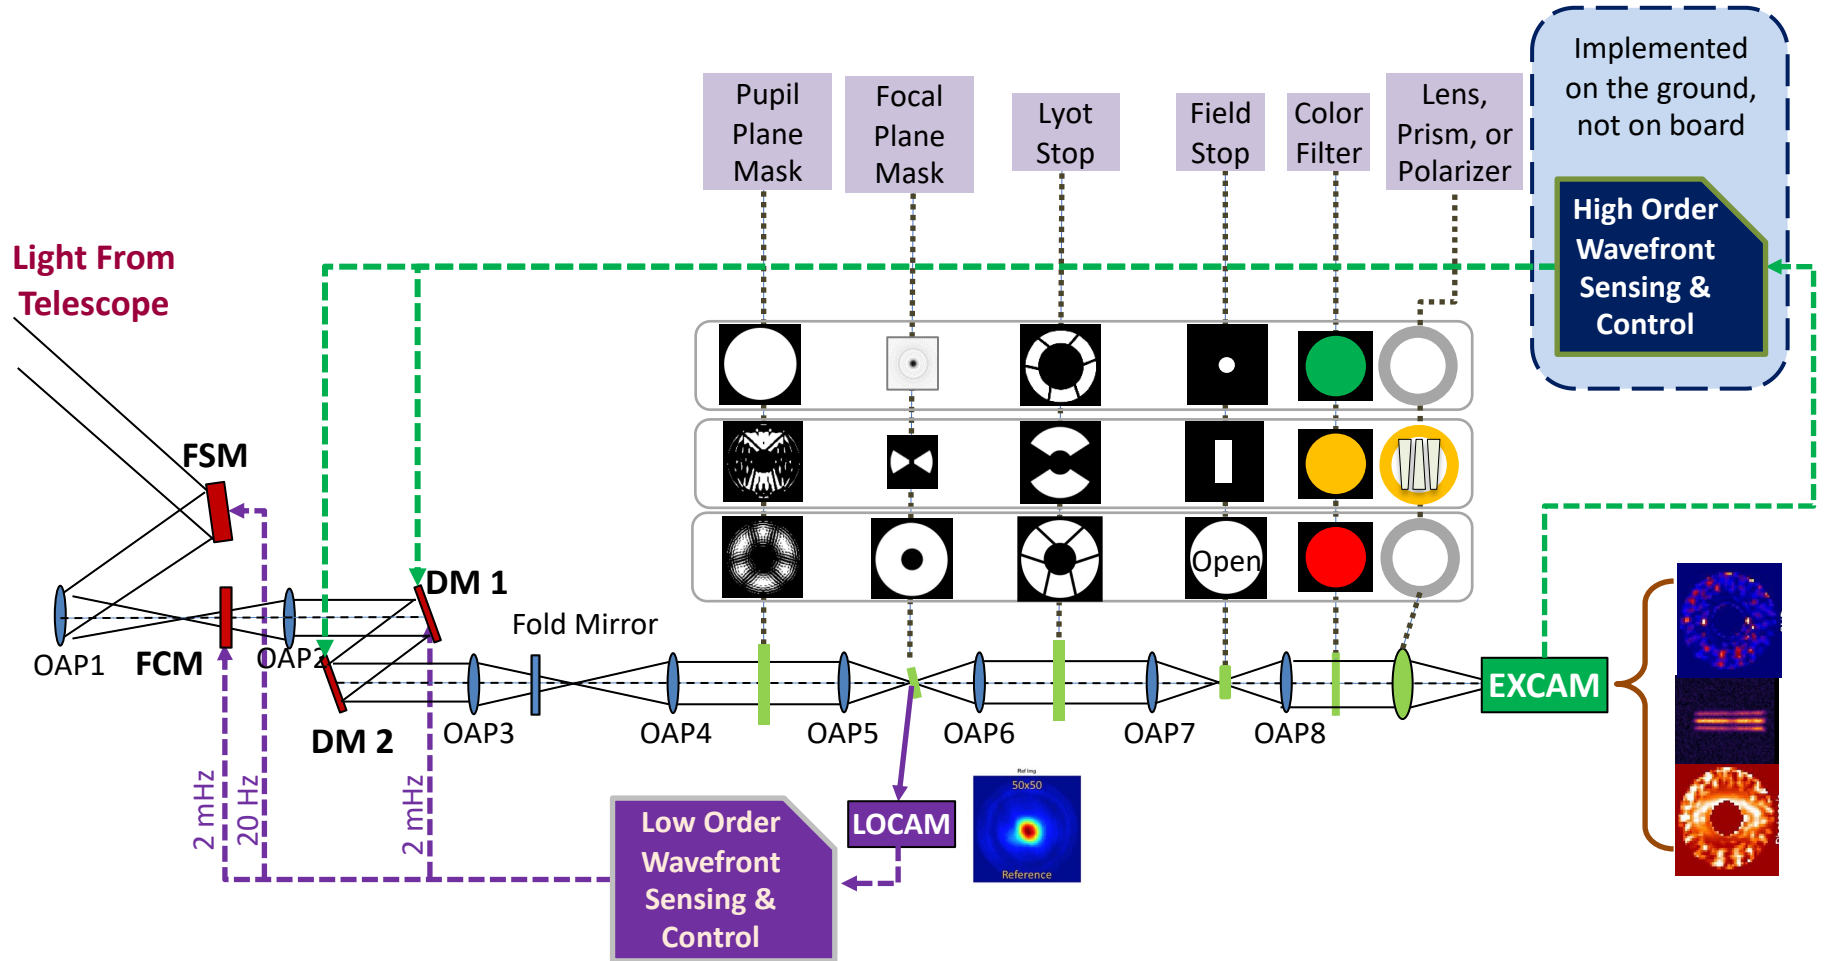 Implemented
on the ground,
not on board
Pupil
Plane
Mask
Focal
Plane
Mask
Lyot
Stop
Field
Stop
Color
Filter
Lens,
Prism, or
Polarizer
High Order
Wavefront
Sensing &
Control
Light From
Telescope
FSM
Open
DM 1
Fold Mirror
OAP1
FCM
OAP2
DM 2
OAP3
OAP4
OAP5
OAP6
OAP7
OAP8
EXCAM
2 mHz
20 Hz
2 mHz
Low Order
Wavefront
Sensing &
Control
LOCAM
Ref Img
50x50
Reference